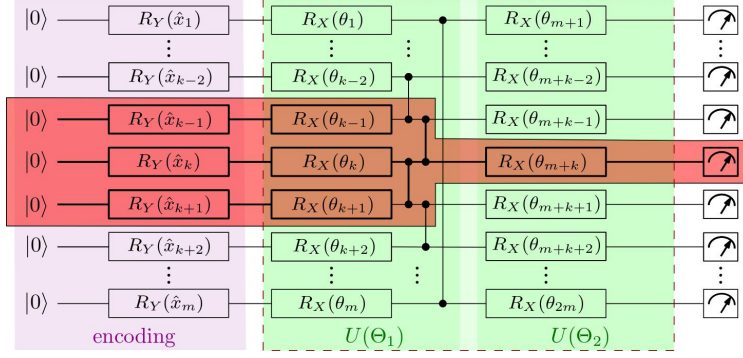 |0⟩ R_Y(x̂_1) R_X(θ_1) R_X(θ_{m+1})
⋮ ⋮ ⋮ ⋮
|0⟩ R_Y(x̂_{k−2}) R_X(θ_{k−2}) R_X(θ_{m+k−2})
|0⟩ R_Y(x̂_{k−1}) R_X(θ_{k−1}) R_X(θ_{m+k−1})
|0⟩ R_Y(x̂_k) R_X(θ_k) R_X(θ_{m+k})
|0⟩ R_Y(x̂_{k+1}) R_X(θ_{k+1}) R_X(θ_{m+k+1})
|0⟩ R_Y(x̂_{k+2}) R_X(θ_{k+2}) R_X(θ_{m+k+2})
⋮ ⋮ ⋮ ⋮ ⋮
|0⟩ R_Y(x̂_m) R_X(θ_m) R_X(θ_{2m})
encoding U(Θ_1) U(Θ_2)